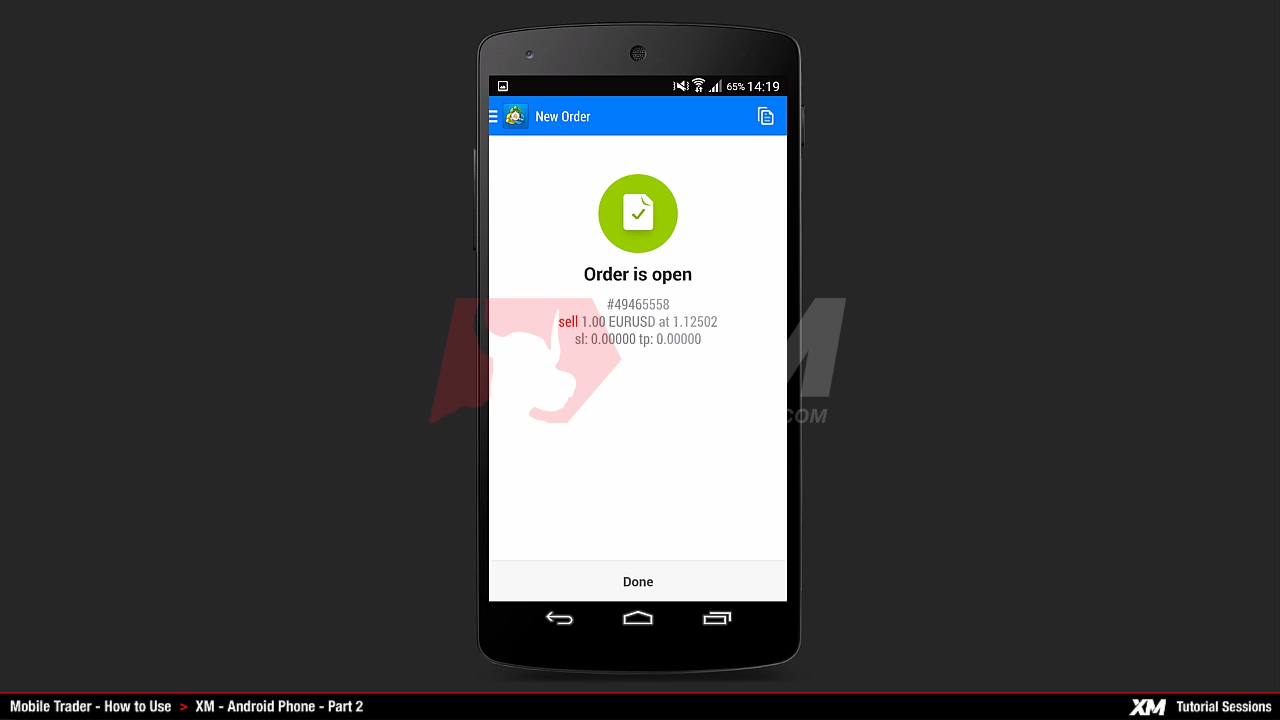 65% 14:19
New Order
Order is open
#49465558
sell 1.00 EURUSD at 1.12502
sl: 0.00000 tp: 0.00000
M
.COM
Done
Mobile Trader - How to Use > XM - Android Phone - Part 2
XM Tutorial Sessions